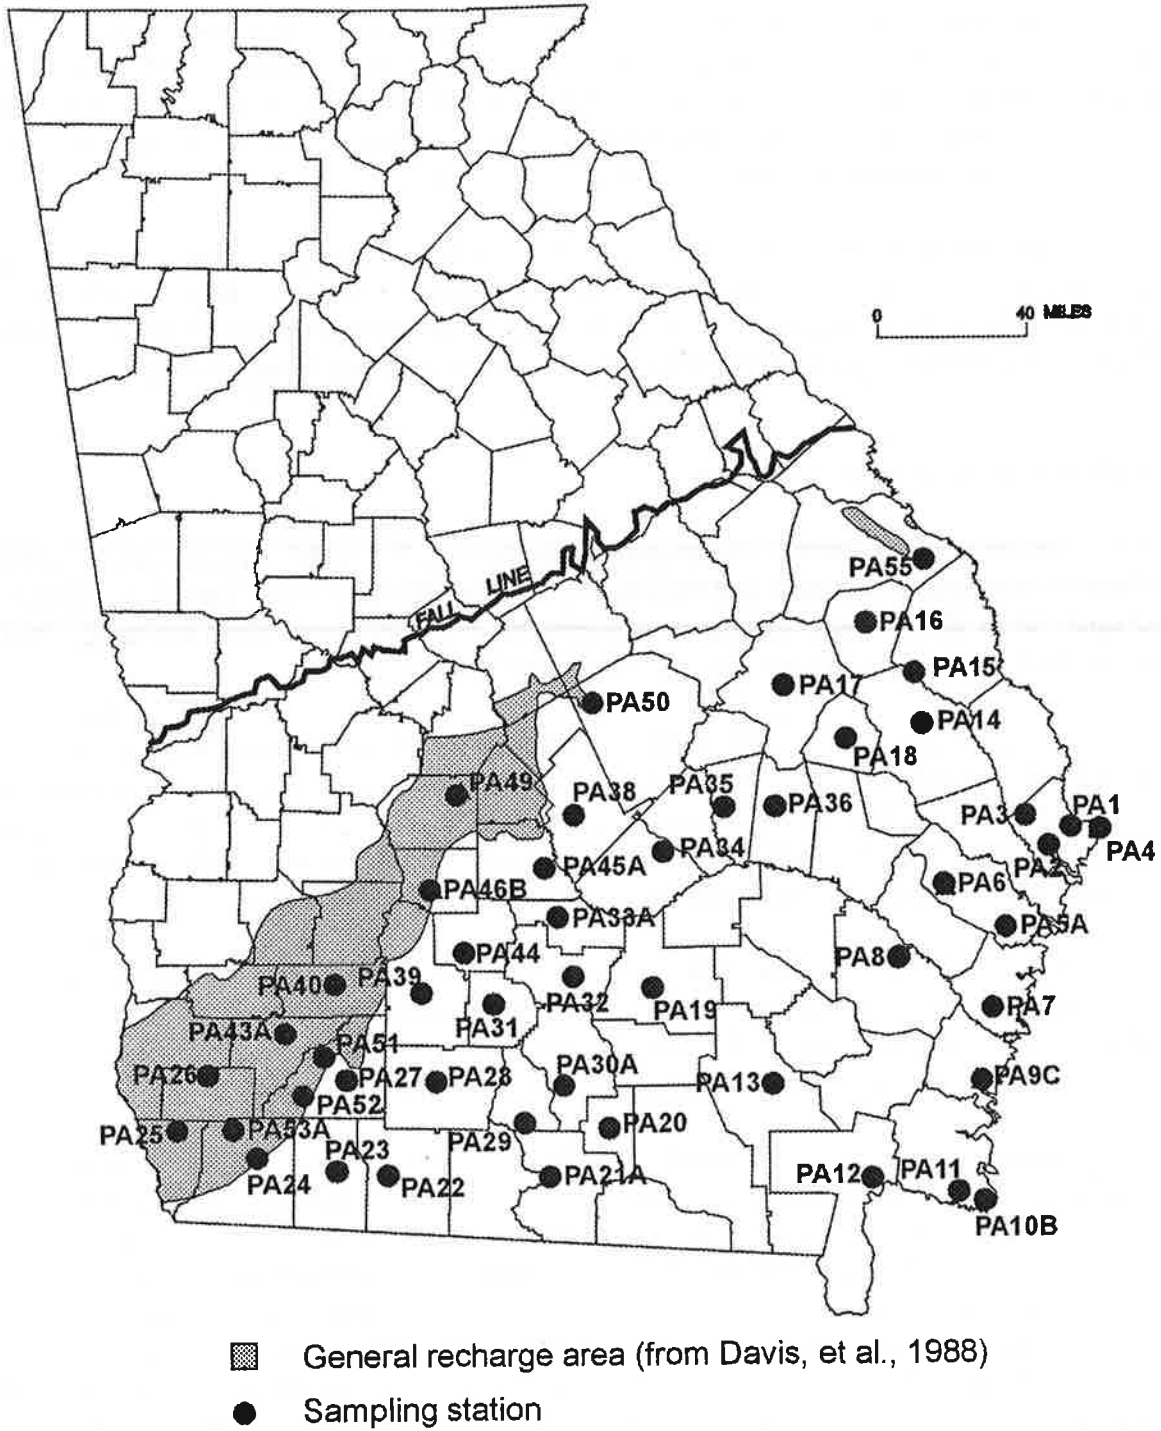 0 40 MILES
FALL LINE
PA55
PA16
PA15
PA17
PA50
PA14
PA18
PA49
PA38
PA35
PA36
PA3
PA1
PA4
PA2
PA34
PA45A
PA46B
PA6
PA33A
PA5A
PA44
PA8
PA40
PA39
PA32
PA19
PA7
PA31
PA43A
PA51
PA26
PA27
PA28
PA30A
PA13
PA9C
PA52
PA25
PA53A
PA29
PA20
PA23
PA24
PA22
PA21A
PA12
PA11
PA10B
General recharge area (from Davis, et al., 1988)
Sampling station